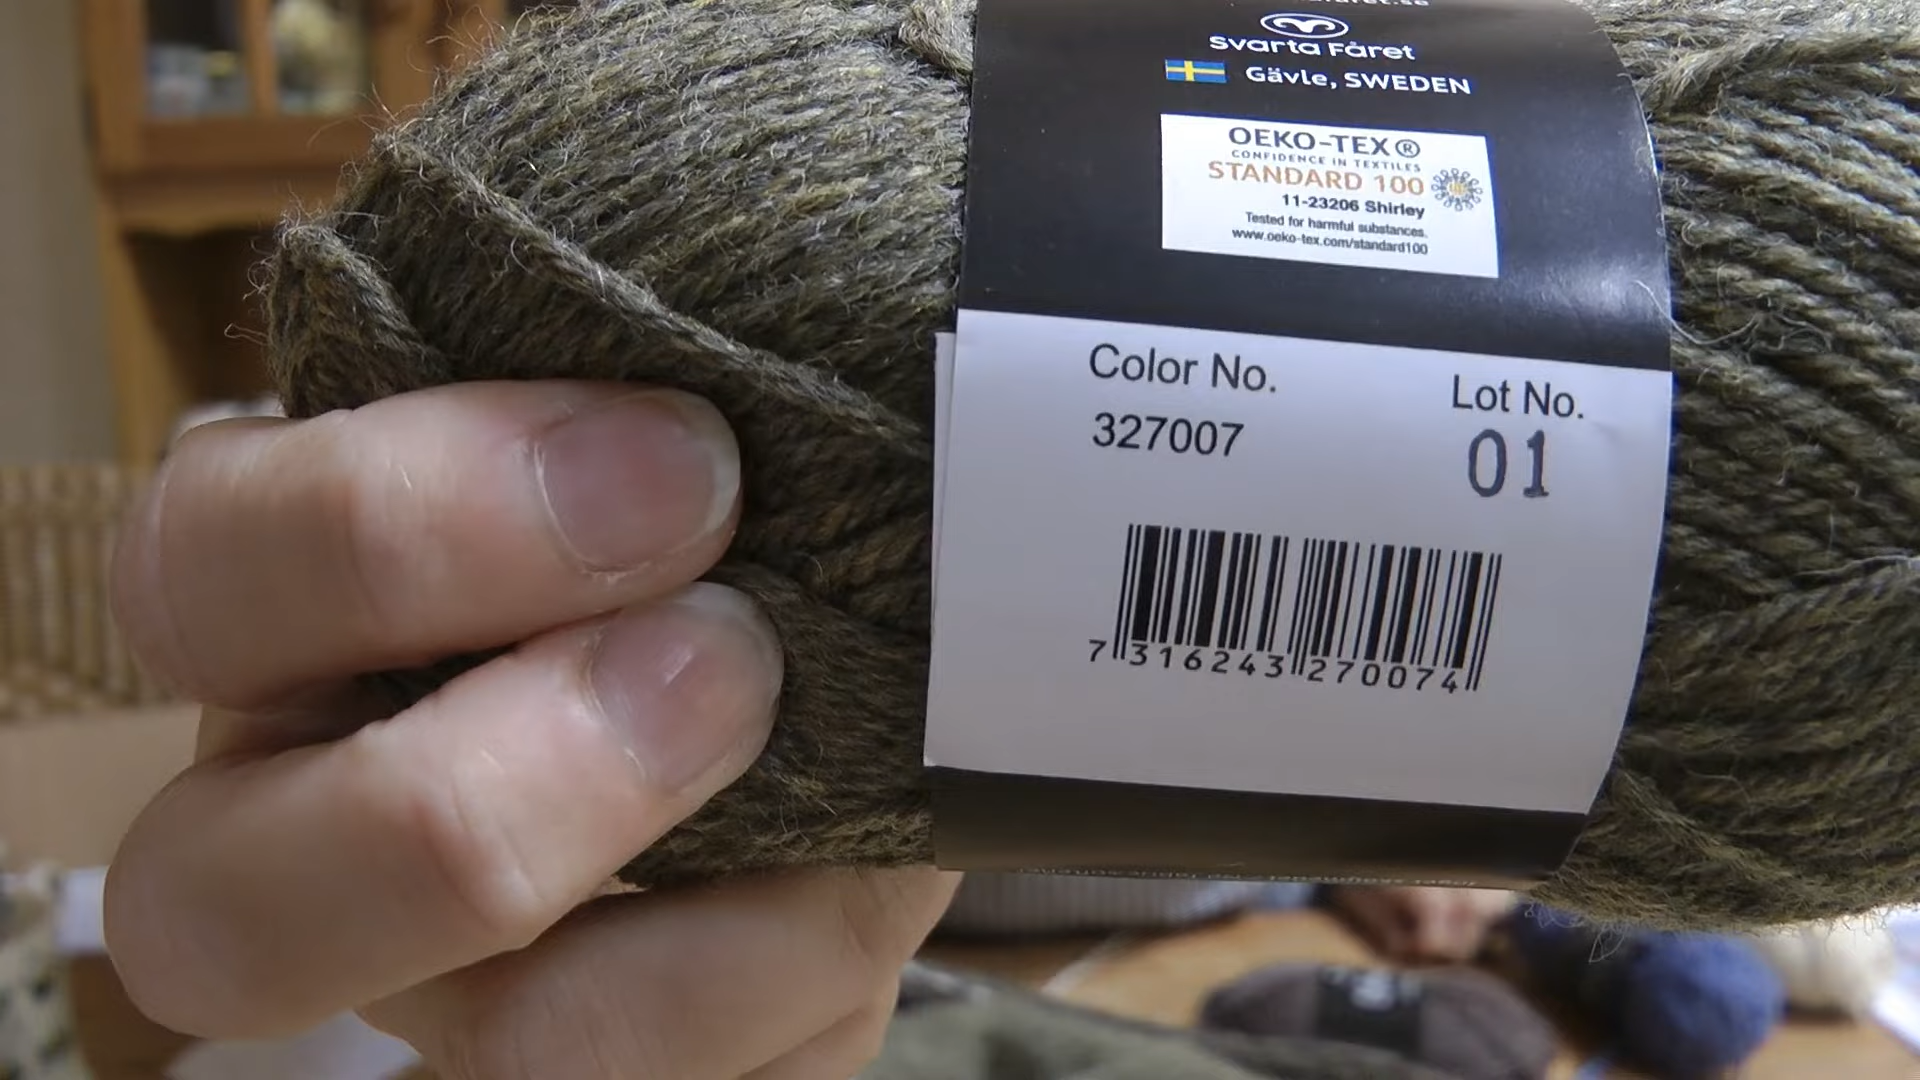 Svarta Fåret
Gävle, SWEDEN
OEKO-TEX®
CONFIDENCE IN TEXTILES
STANDARD 100
11-23206 Shirley
Tested for harmful substances.
www.oeko-tex.com/standard100
Color No.
327007
Lot No.
01
7 316243 270074